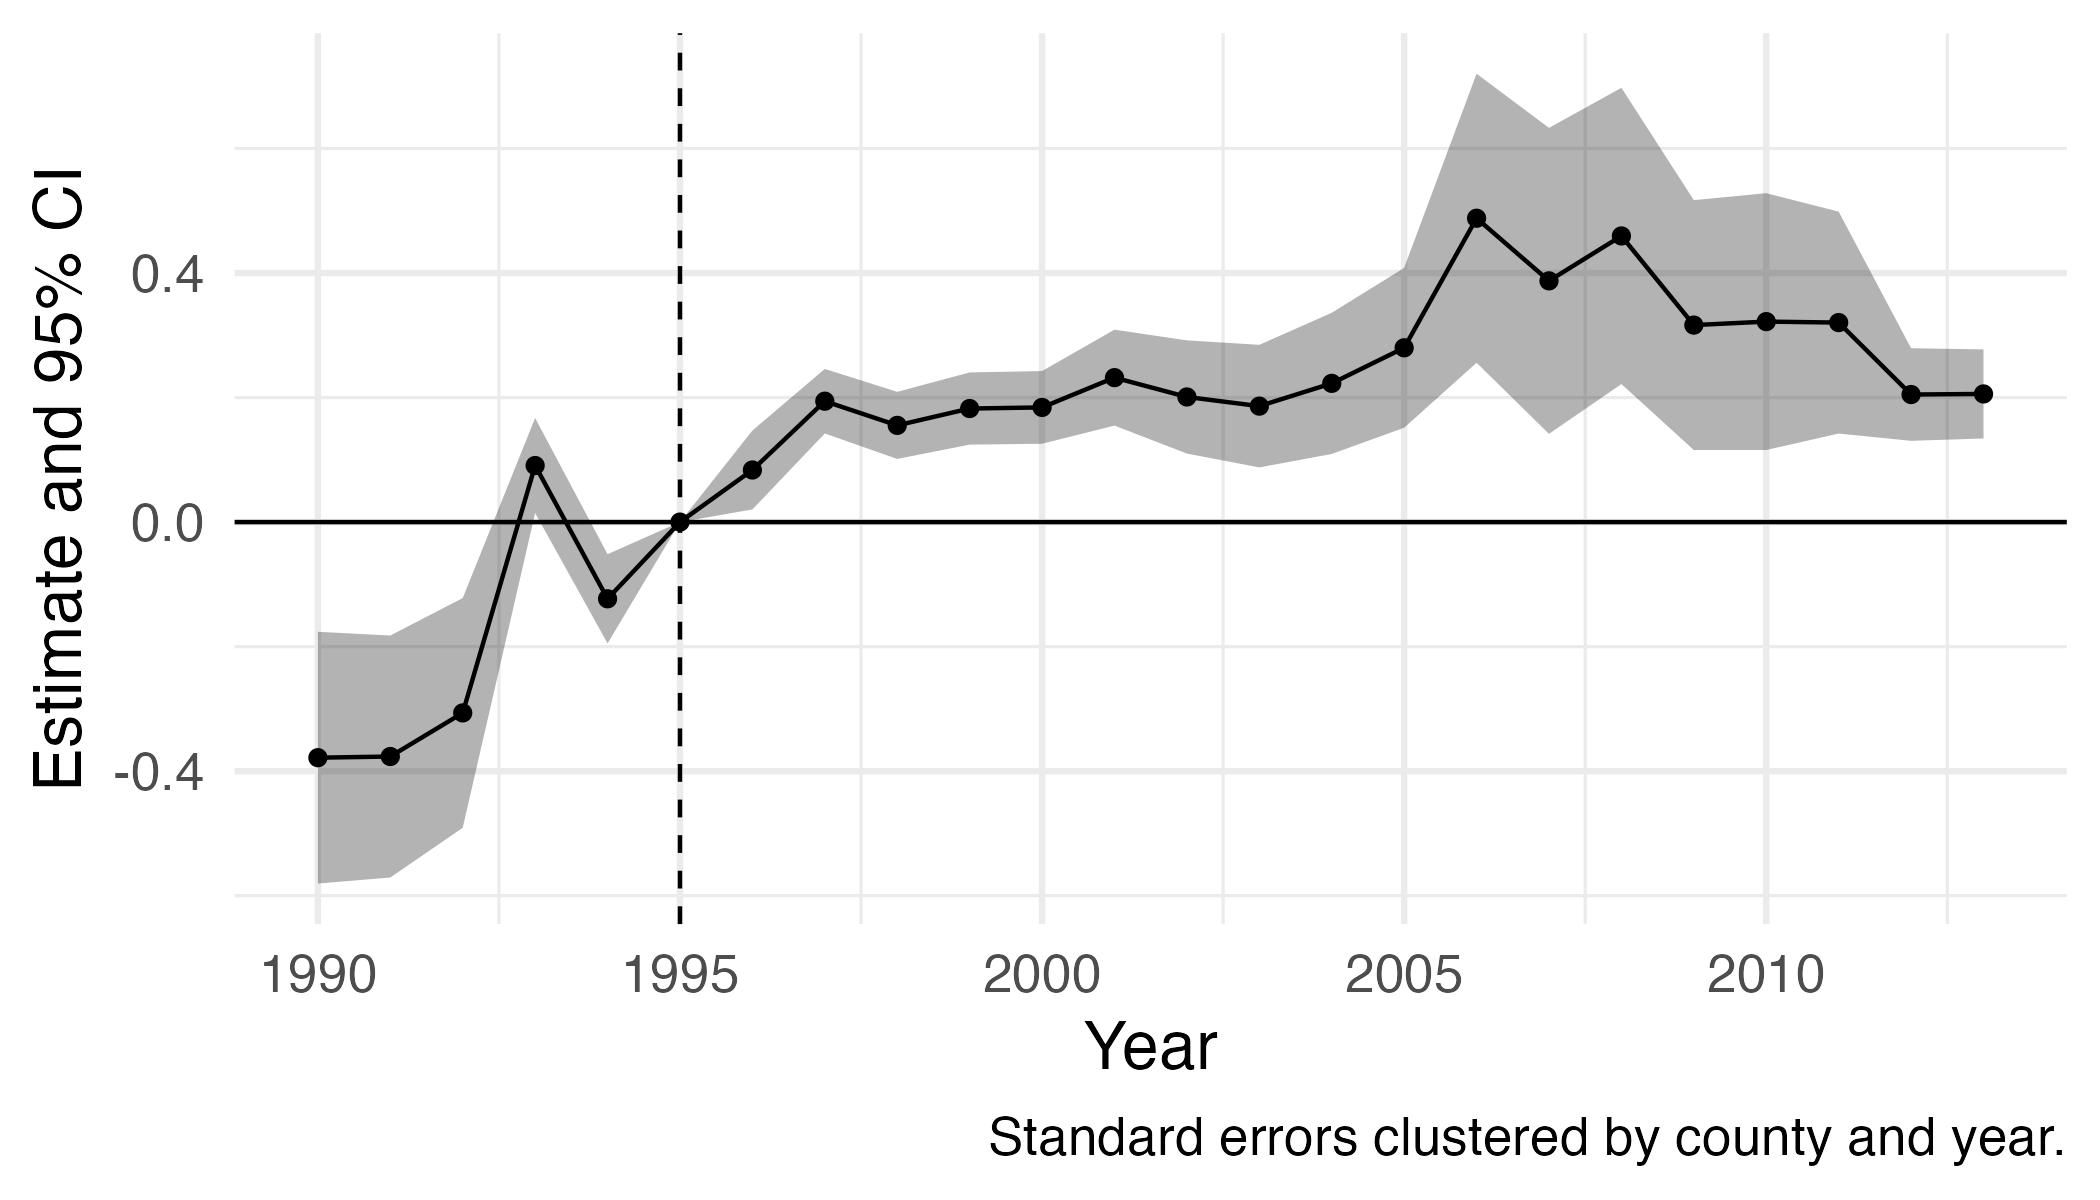 Estimate and 95% CI
0.4
0.0
-0.4
1990 1995 2000 2005 2010
Year
Standard errors clustered by county and year.